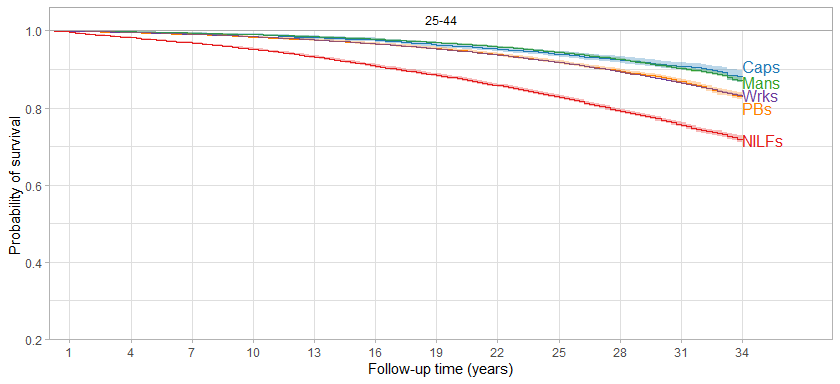 25-44
Probability of survival
1.0
0.8
0.6
0.4
0.2
Caps
Mans
Wrks
PBs
NILFs
1 4 7 10 13 16 19 22 25 28 31 34
Follow-up time (years)